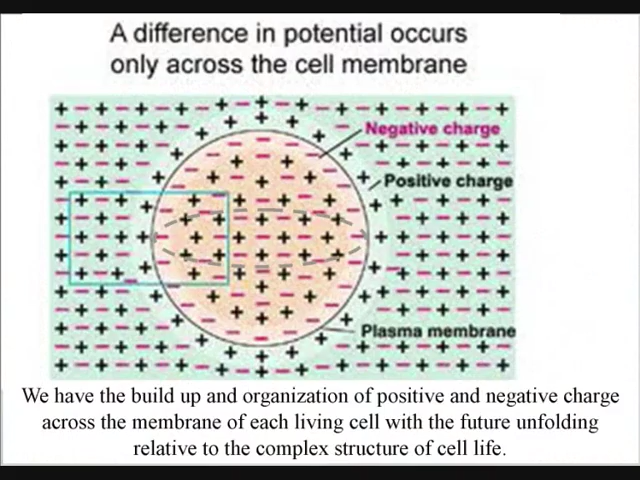 A difference in potential occurs
only across the cell membrane
Negative charge
Positive charge
Plasma membrane
We have the build up and organization of positive and negative charge
across the membrane of each living cell with the future unfolding
relative to the complex structure of cell life.